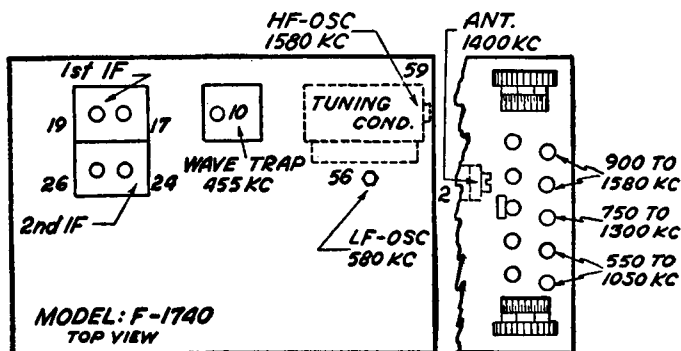 HF-OSC
1580 KC
ANT.
1400 KC
59
1st IF
TUNING
COND.
19
17
10
WAVE TRAP
455 KC
56
26
24
2nd IF
2
900 TO
1580 KC
750 TO
1300 KC
LF-OSC
580 KC
550 TO
1050 KC
MODEL: F-1740
TOP VIEW